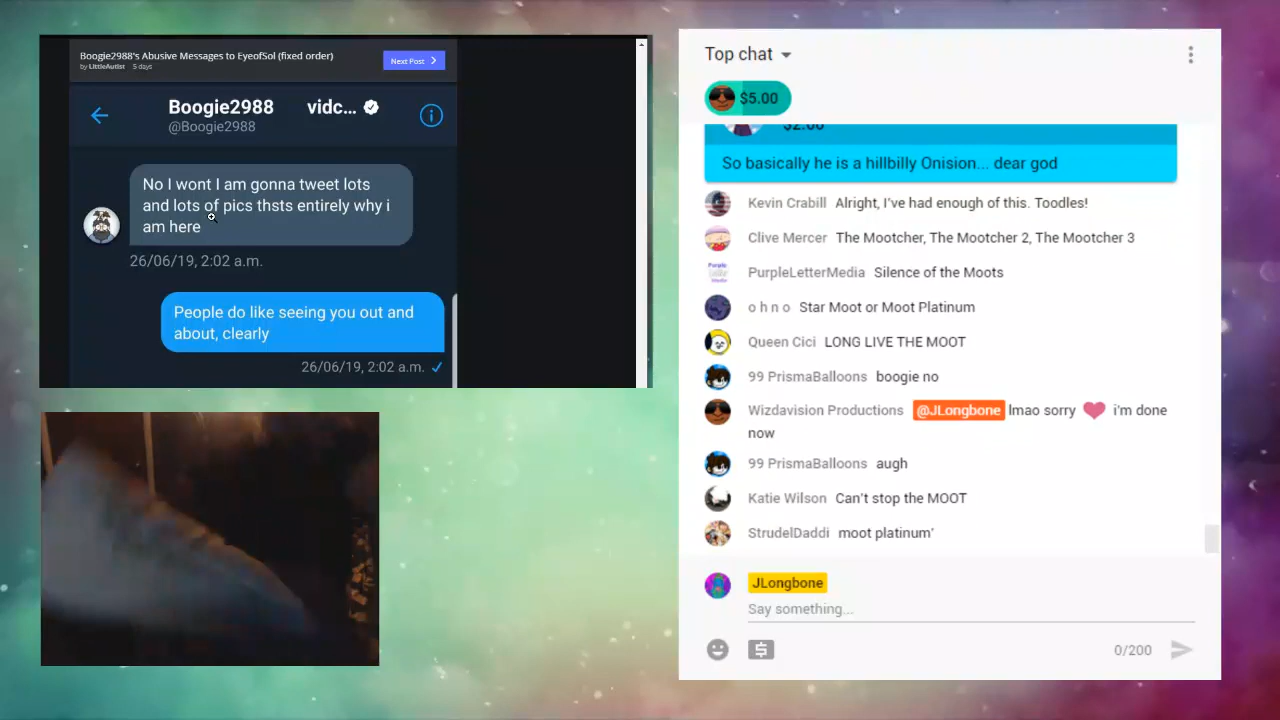 Boogie2988's Abusive Messages to EyeofSol (fixed order)
by LittleAutist 5 days
Next Post
Boogie2988 vidc...
@Boogie2988
No I wont I am gonna tweet lots
and lots of pics thsts entirely why i
am here
26/06/19, 2:02 a.m.
People do like seeing you out and
about, clearly
26/06/19, 2:02 a.m.
Top chat
$5.00
$2.00
So basically he is a hillbilly Onision... dear god
Kevin Crabill Alright, I've had enough of this. Toodles!
Clive Mercer The Mootcher, The Mootcher 2, The Mootcher 3
PurpleLetterMedia Silence of the Moots
o h n o Star Moot or Moot Platinum
Queen Cici LONG LIVE THE MOOT
99 PrismaBalloons boogie no
Wizdavision Productions @JLongbone lmao sorry i'm done
now
99 PrismaBalloons augh
Katie Wilson Can't stop the MOOT
StrudelDaddi moot platinum'
JLongbone
Say something...
0/200